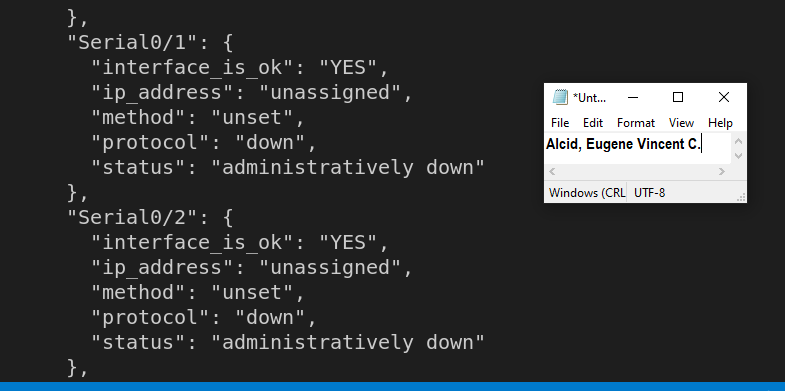 },
"Serial0/1": {
"interface_is_ok": "YES",
"ip_address": "unassigned",
"method": "unset",
"protocol": "down",
"status": "administratively down"
},
"Serial0/2": {
"interface_is_ok": "YES",
"ip_address": "unassigned",
"method": "unset",
"protocol": "down",
"status": "administratively down"
},
*Unt...
File Edit Format View Help
Alcid, Eugene Vincent C.
Windows (CRL UTF-8